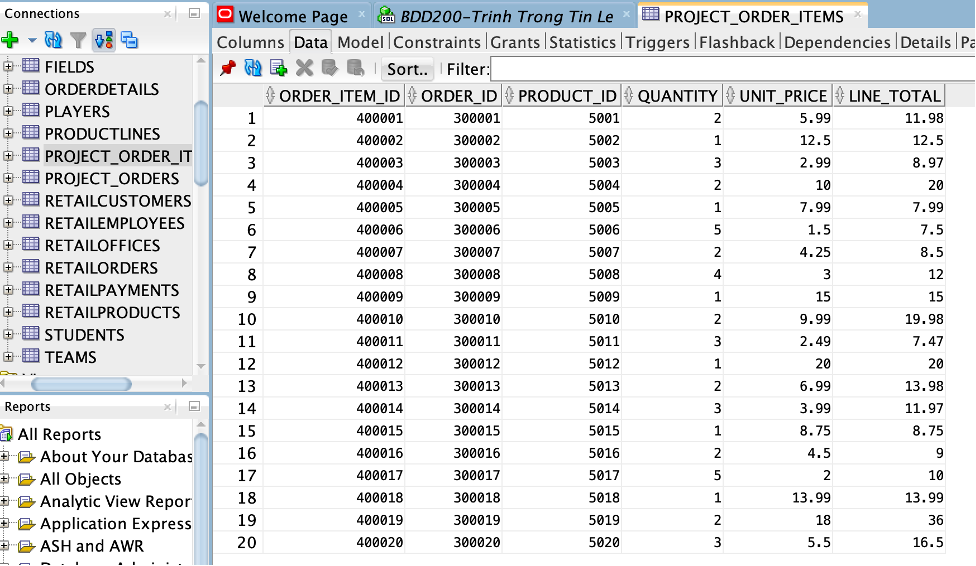 Connections
FIELDS
ORDERDETAILS
PLAYERS
PRODUCTLINES
PROJECT_ORDER_IT
PROJECT_ORDERS
RETAILCUSTOMERS
RETAILEMPLOYEES
RETAILOFFICES
RETAILORDERS
RETAILPAYMENTS
RETAILPRODUCTS
STUDENTS
TEAMS
Reports
All Reports
About Your Databas
All Objects
Analytic View Repor
Application Express
ASH and AWR
Welcome Page BDD200-Trinh Trong Tin Le PROJECT_ORDER_ITEMS
Columns Data Model Constraints Grants Statistics Triggers Flashback Dependencies Details Pa
Sort.. Filter:
ORDER_ITEM_ID ORDER_ID PRODUCT_ID QUANTITY UNIT_PRICE LINE_TOTAL
1 400001 300001 5001 2 5.99 11.98
2 400002 300002 5002 1 12.5 12.5
3 400003 300003 5003 3 2.99 8.97
4 400004 300004 5004 2 10 20
5 400005 300005 5005 1 7.99 7.99
6 400006 300006 5006 5 1.5 7.5
7 400007 300007 5007 2 4.25 8.5
8 400008 300008 5008 4 3 12
9 400009 300009 5009 1 15 15
10 400010 300010 5010 2 9.99 19.98
11 400011 300011 5011 3 2.49 7.47
12 400012 300012 5012 1 20 20
13 400013 300013 5013 2 6.99 13.98
14 400014 300014 5014 3 3.99 11.97
15 400015 300015 5015 1 8.75 8.75
16 400016 300016 5016 2 4.5 9
17 400017 300017 5017 5 2 10
18 400018 300018 5018 1 13.99 13.99
19 400019 300019 5019 2 18 36
20 400020 300020 5020 3 5.5 16.5